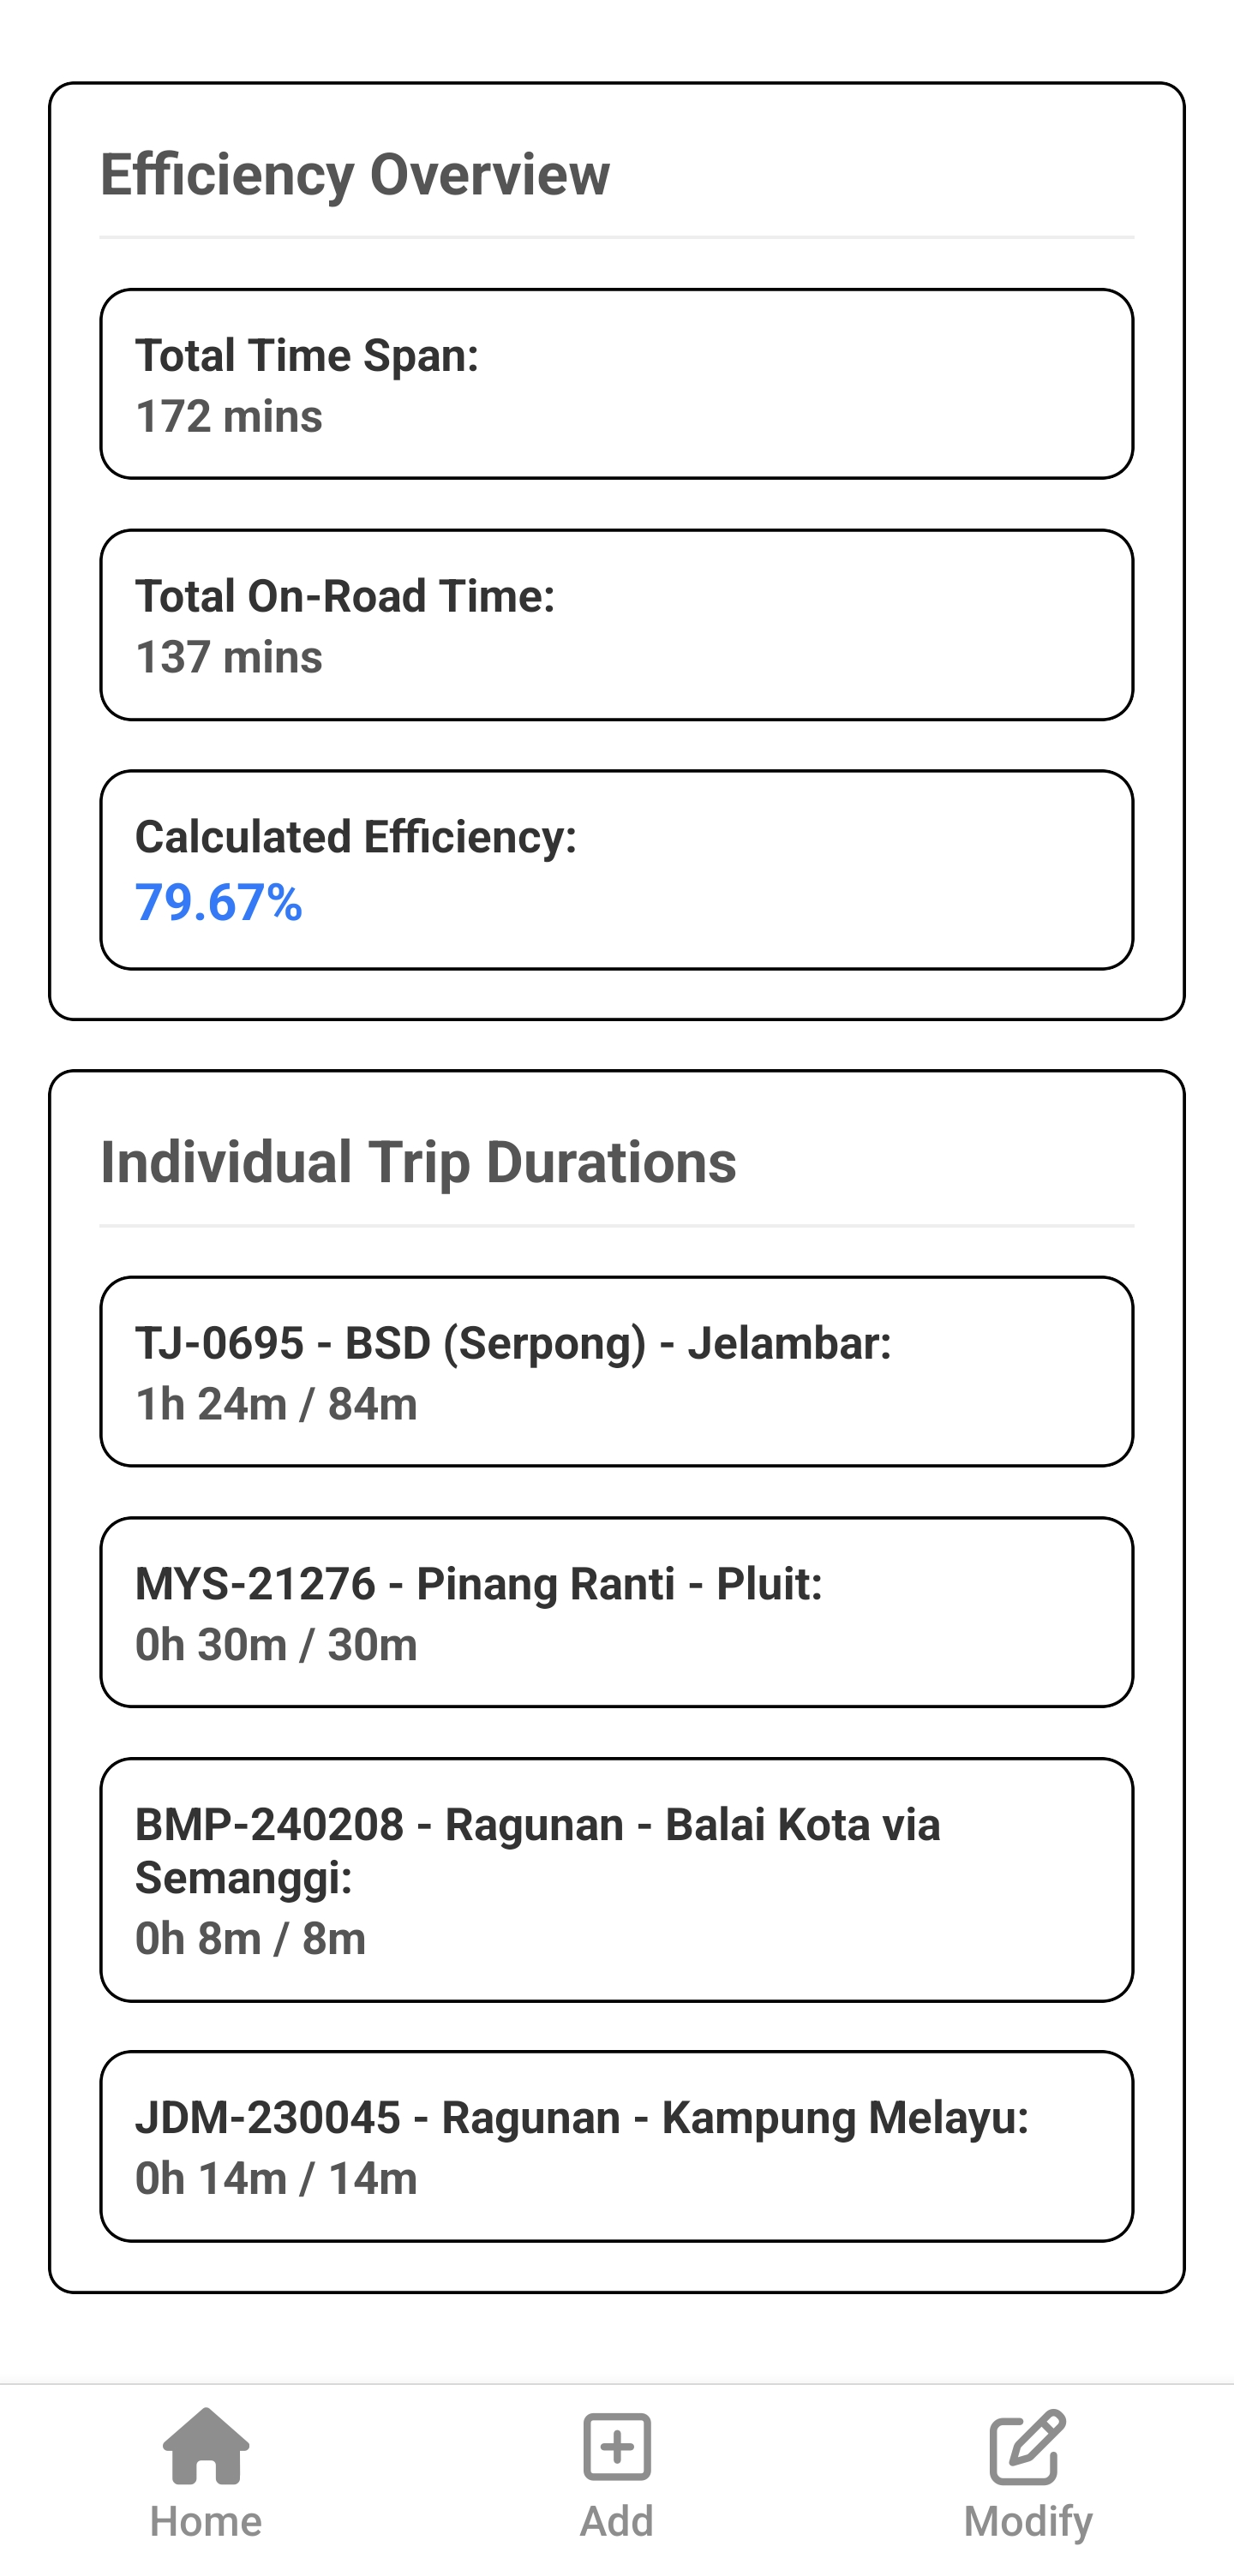 Efficiency Overview
Total Time Span:
172 mins
Total On-Road Time:
137 mins
Calculated Efficiency:
79.67%
Individual Trip Durations
TJ-0695 - BSD (Serpong) - Jelambar:
1h 24m / 84m
MYS-21276 - Pinang Ranti - Pluit:
0h 30m / 30m
BMP-240208 - Ragunan - Balai Kota via
Semanggi:
0h 8m / 8m
JDM-230045 - Ragunan - Kampung Melayu:
0h 14m / 14m
Home
Add
Modify